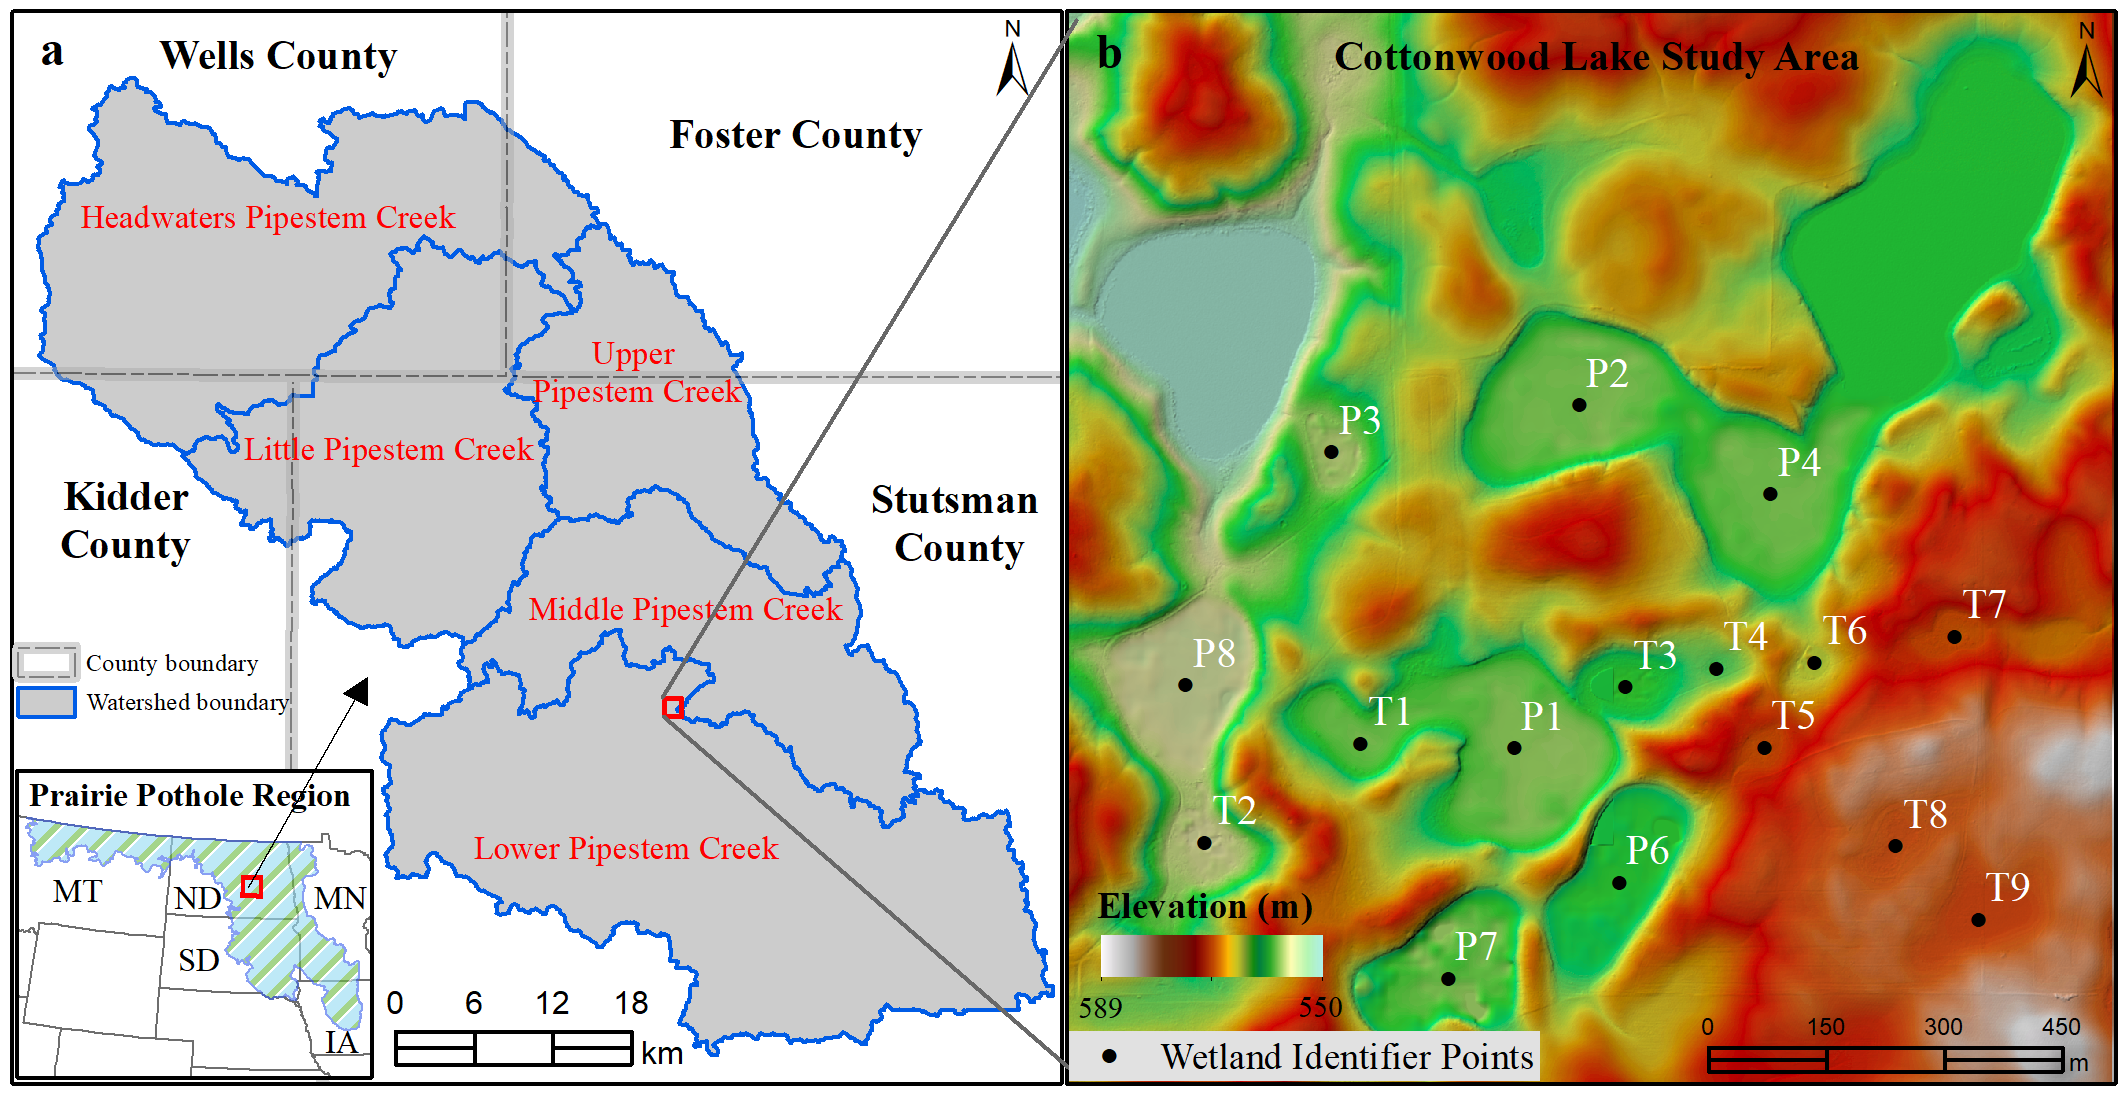 a
Wells County
N
Foster County
Headwaters Pipestem Creek
Upper
Pipestem Creek
Little Pipestem Creek
Kidder
County
Stutsman
County
Middle Pipestem Creek
County boundary
Watershed boundary
Prairie Pothole Region
MT
ND
MN
SD
IA
Lower Pipestem Creek
0 6 12 18
km
b
Cottonwood Lake Study Area
N
P2
P3
P4
T7
T6
T4
T3
P8
T1
P1
T5
T2
T8
P6
T9
P7
Elevation (m)
589 550
Wetland Identifier Points
0 150 300 450
m